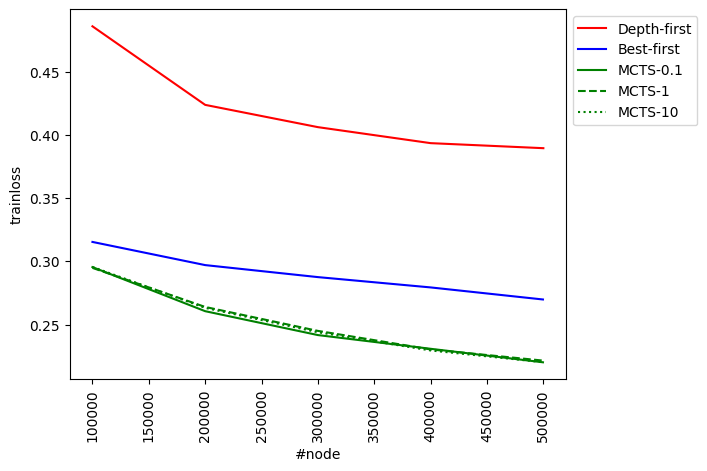 Depth-first
Best-first
MCTS-0.1
MCTS-1
MCTS-10
trainloss
0.45
0.40
0.35
0.30
0.25
100000
150000
200000
250000
300000
350000
400000
450000
500000
#node